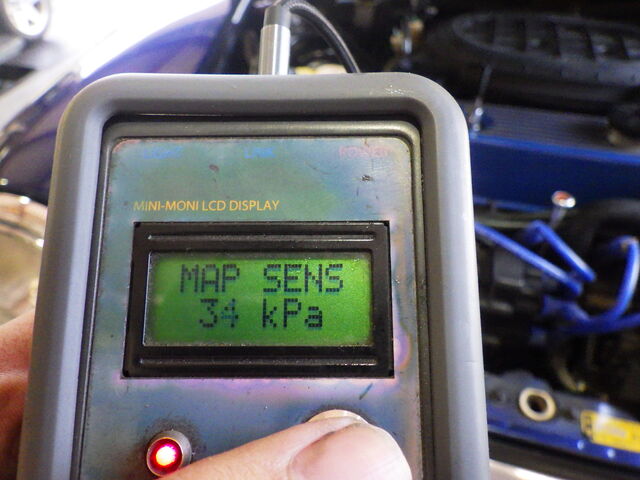 MINI-MONI LCD DISPLAY
MAP SENS
34 kPa